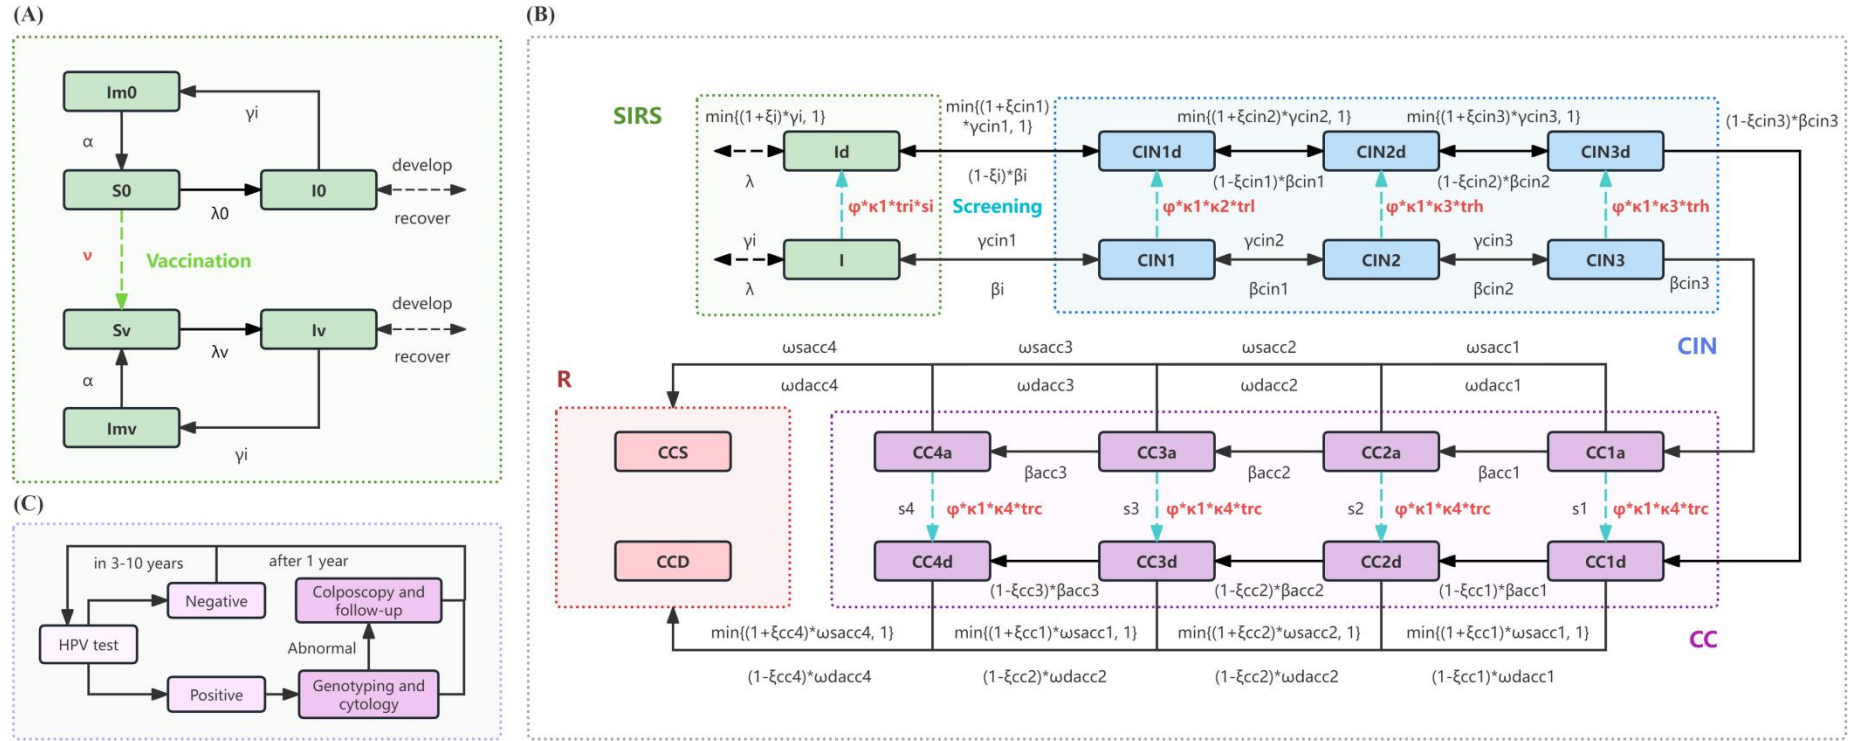 (A)
Im0
γi
α
develop
S0
I0
λ0
recover
ν
Vaccination
develop
Sv
Iv
λv
recover
α
Imv
γi
(B)
SIRS
min{(1+ξi)*γi, 1}
min{(1+ξcin1)
*γcin1, 1}
min{(1+ξcin2)*γcin2, 1}
min{(1+ξcin3)*γcin3, 1}
(1-ξcin3)*βcin3
Id
CIN1d
CIN2d
CIN3d
λ
(1-ξi)*βi
(1-ξcin1)*βcin1
(1-ξcin2)*βcin2
φ*κ1*tri*si
Screening
φ*κ1*κ2*trl
φ*κ1*κ3*trh
φ*κ1*κ3*trh
γi
γcin1
γcin2
γcin3
I
CIN1
CIN2
CIN3
λ
βi
βcin1
βcin2
βcin3
CIN
ωsacc4
ωsacc3
ωsacc2
ωsacc1
R
ωdacc4
ωdacc3
ωdacc2
ωdacc1
CCS
CC4a
CC3a
CC2a
CC1a
βacc3
βacc2
βacc1
s4
φ*κ1*κ4*trc
s3
φ*κ1*κ4*trc
s2
φ*κ1*κ4*trc
s1
φ*κ1*κ4*trc
CCD
CC4d
CC3d
CC2d
CC1d
(1-ξcc3)*βacc3
(1-ξcc2)*βacc2
(1-ξcc1)*βacc1
min{(1+ξcc4)*ωsacc4, 1}
min{(1+ξcc1)*ωsacc1, 1}
min{(1+ξcc2)*ωsacc2, 1}
min{(1+ξcc1)*ωsacc1, 1}
CC
(1-ξcc4)*ωdacc4
(1-ξcc2)*ωdacc2
(1-ξcc2)*ωdacc2
(1-ξcc1)*ωdacc1
(C)
in 3-10 years
after 1 year
Negative
Colposcopy and
follow-up
HPV test
Abnormal
Positive
Genotyping and
cytology